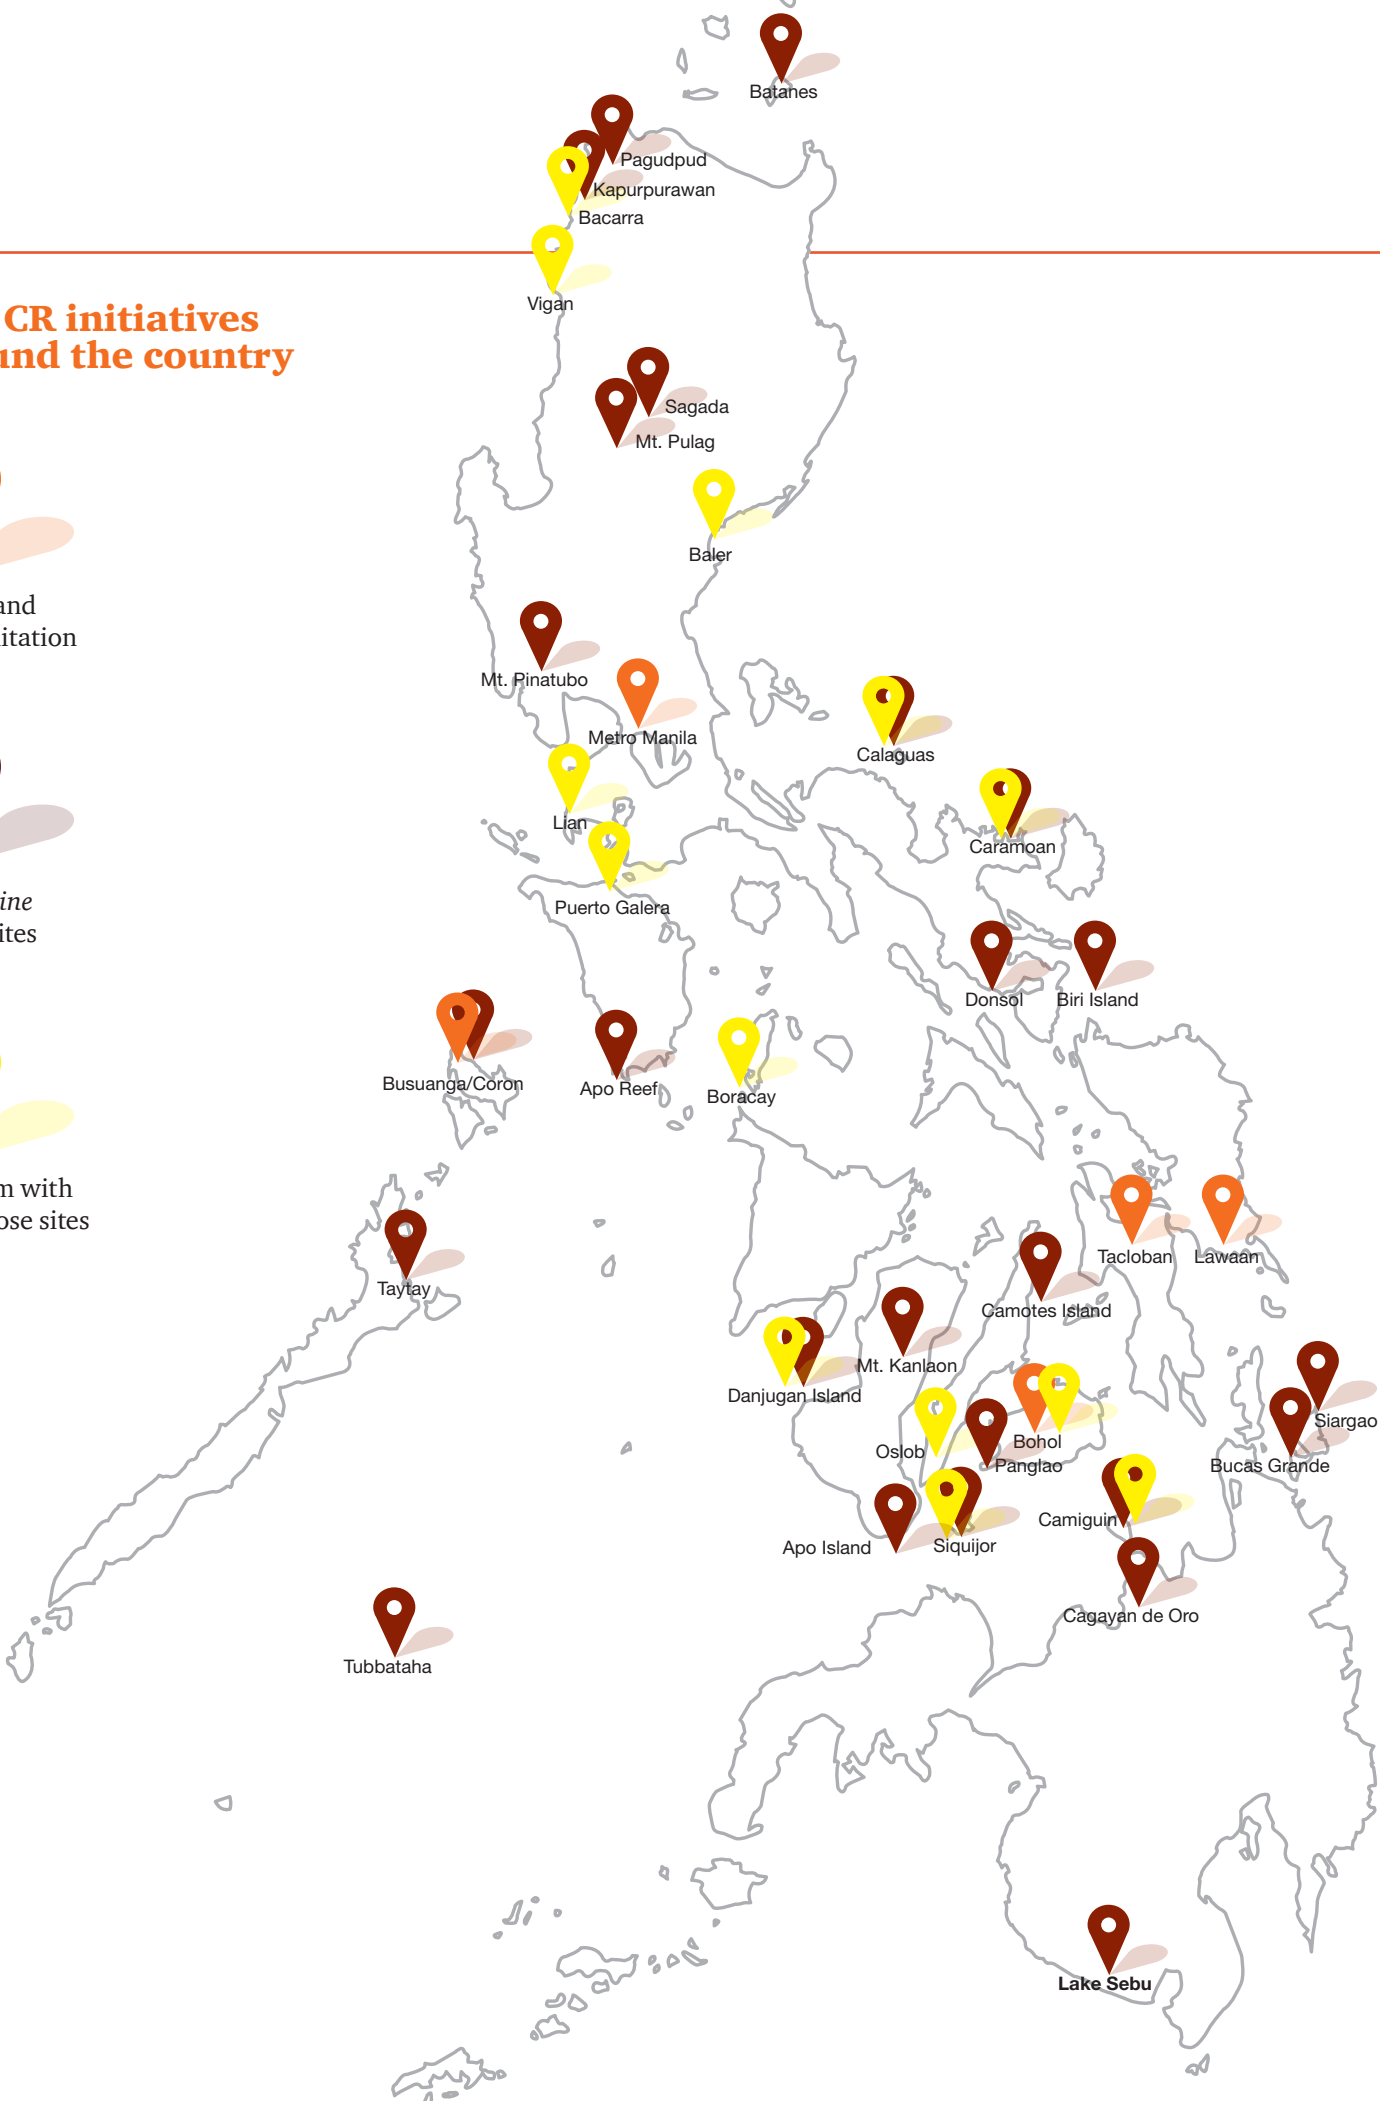 Batanes
Pagudpud
Kapurpurawan
Bacarra
Vigan
CR initiatives
und the country
Sagada
Mt. Pulag
Baler
and
itation
Mt. Pinatubo
Metro Manila
Calaguas
Lian
Caramoan
ine
ites
Puerto Galera
Donsol
Biri Island
Busuanga/Coron
Apo Reef
Boracay
m with
ose sites
Tacloban
Lawaan
Taytay
Camotes Island
Mt. Kanlaon
Danjugan Island
Siargao
Oslob
Bohol
Panglao
Bucas Grande
Camiguin
Apo Island
Siquijor
Cagayan de Oro
Tubbataha
Lake Sebu